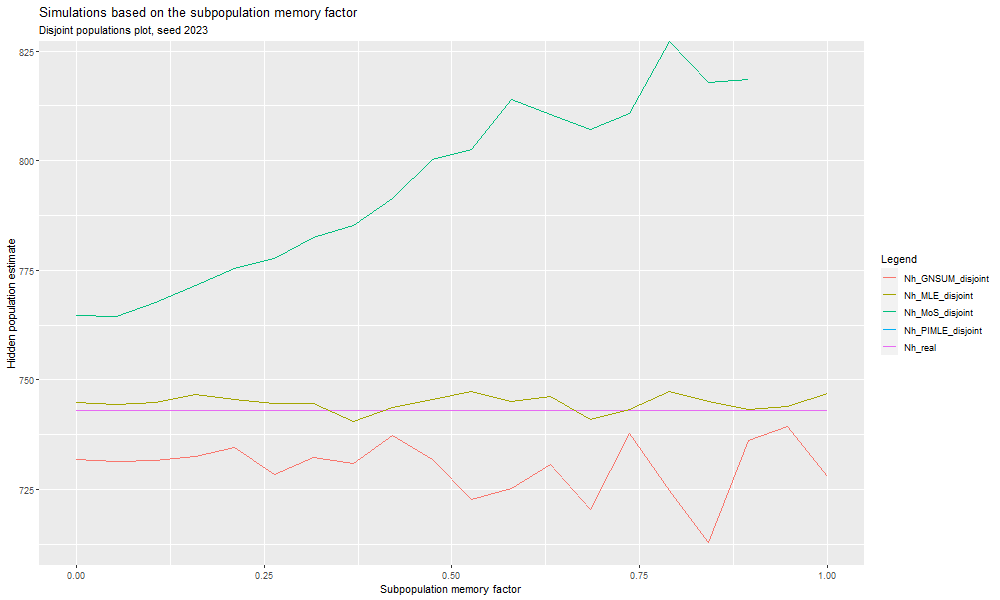 Simulations based on the subpopulation memory factor
Disjoint populations plot, seed 2023
Hidden population estimate
825
800
775
750
725
0.00
0.25
0.50
0.75
1.00
Subpopulation memory factor
Legend
Nh_GNSUM_disjoint
Nh_MLE_disjoint
Nh_MoS_disjoint
Nh_PIMLE_disjoint
Nh_real